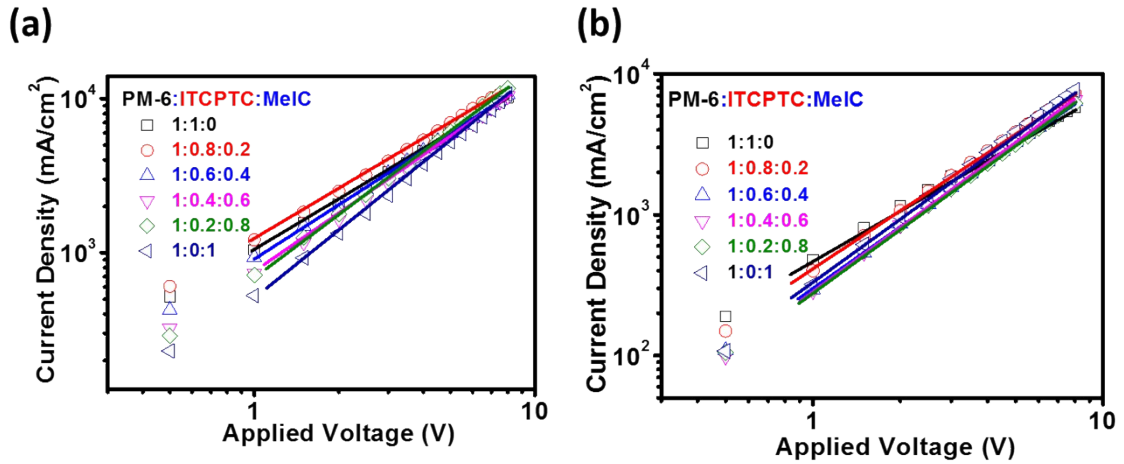 (a)
PM-6:ITCPTC:MeIC
1:1:0
1:0.8:0.2
1:0.6:0.4
1:0.4:0.6
1:0.2:0.8
1:0:1
10^4
10^3
1
10
Current Density (mA/cm^2)
Applied Voltage (V)
(b)
PM-6:ITCPTC:MeIC
1:1:0
1:0.8:0.2
1:0.6:0.4
1:0.4:0.6
1:0.2:0.8
1:0:1
10^4
10^3
10^2
1
10
Current Density (mA/cm^2)
Applied Voltage (V)